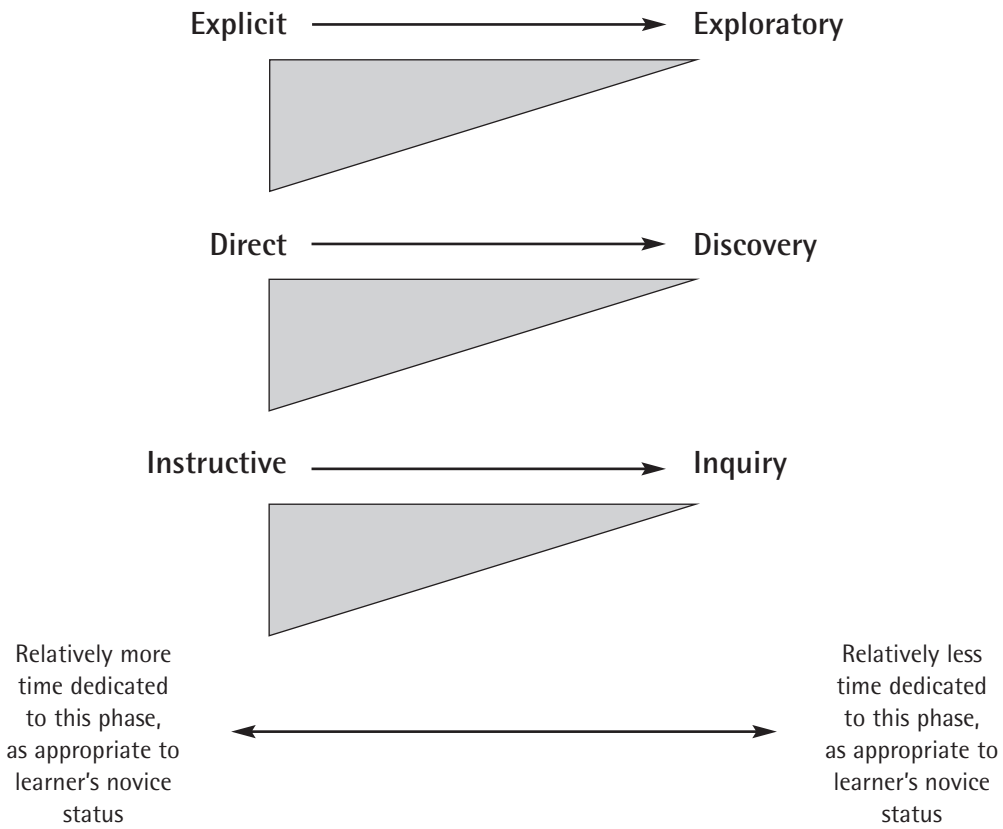 Explicit Exploratory
Direct Discovery
Instructive Inquiry
Relatively more
time dedicated
to this phase,
as appropriate to
learner's novice
status
Relatively less
time dedicated
to this phase,
as appropriate to
learner's novice
status